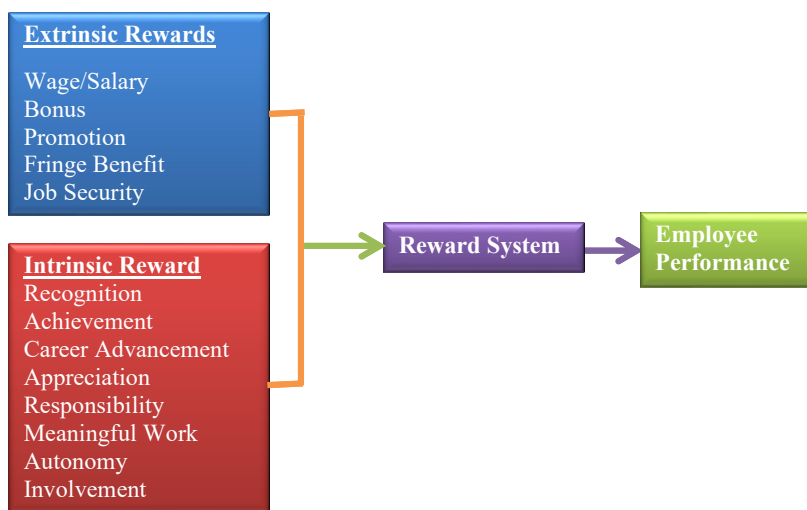 Extrinsic Rewards
Wage/Salary
Bonus
Promotion
Fringe Benefit
Job Security
Intrinsic Reward
Recognition
Achievement
Career Advancement
Appreciation
Responsibility
Meaningful Work
Autonomy
Involvement
Reward System
Employee
Performance